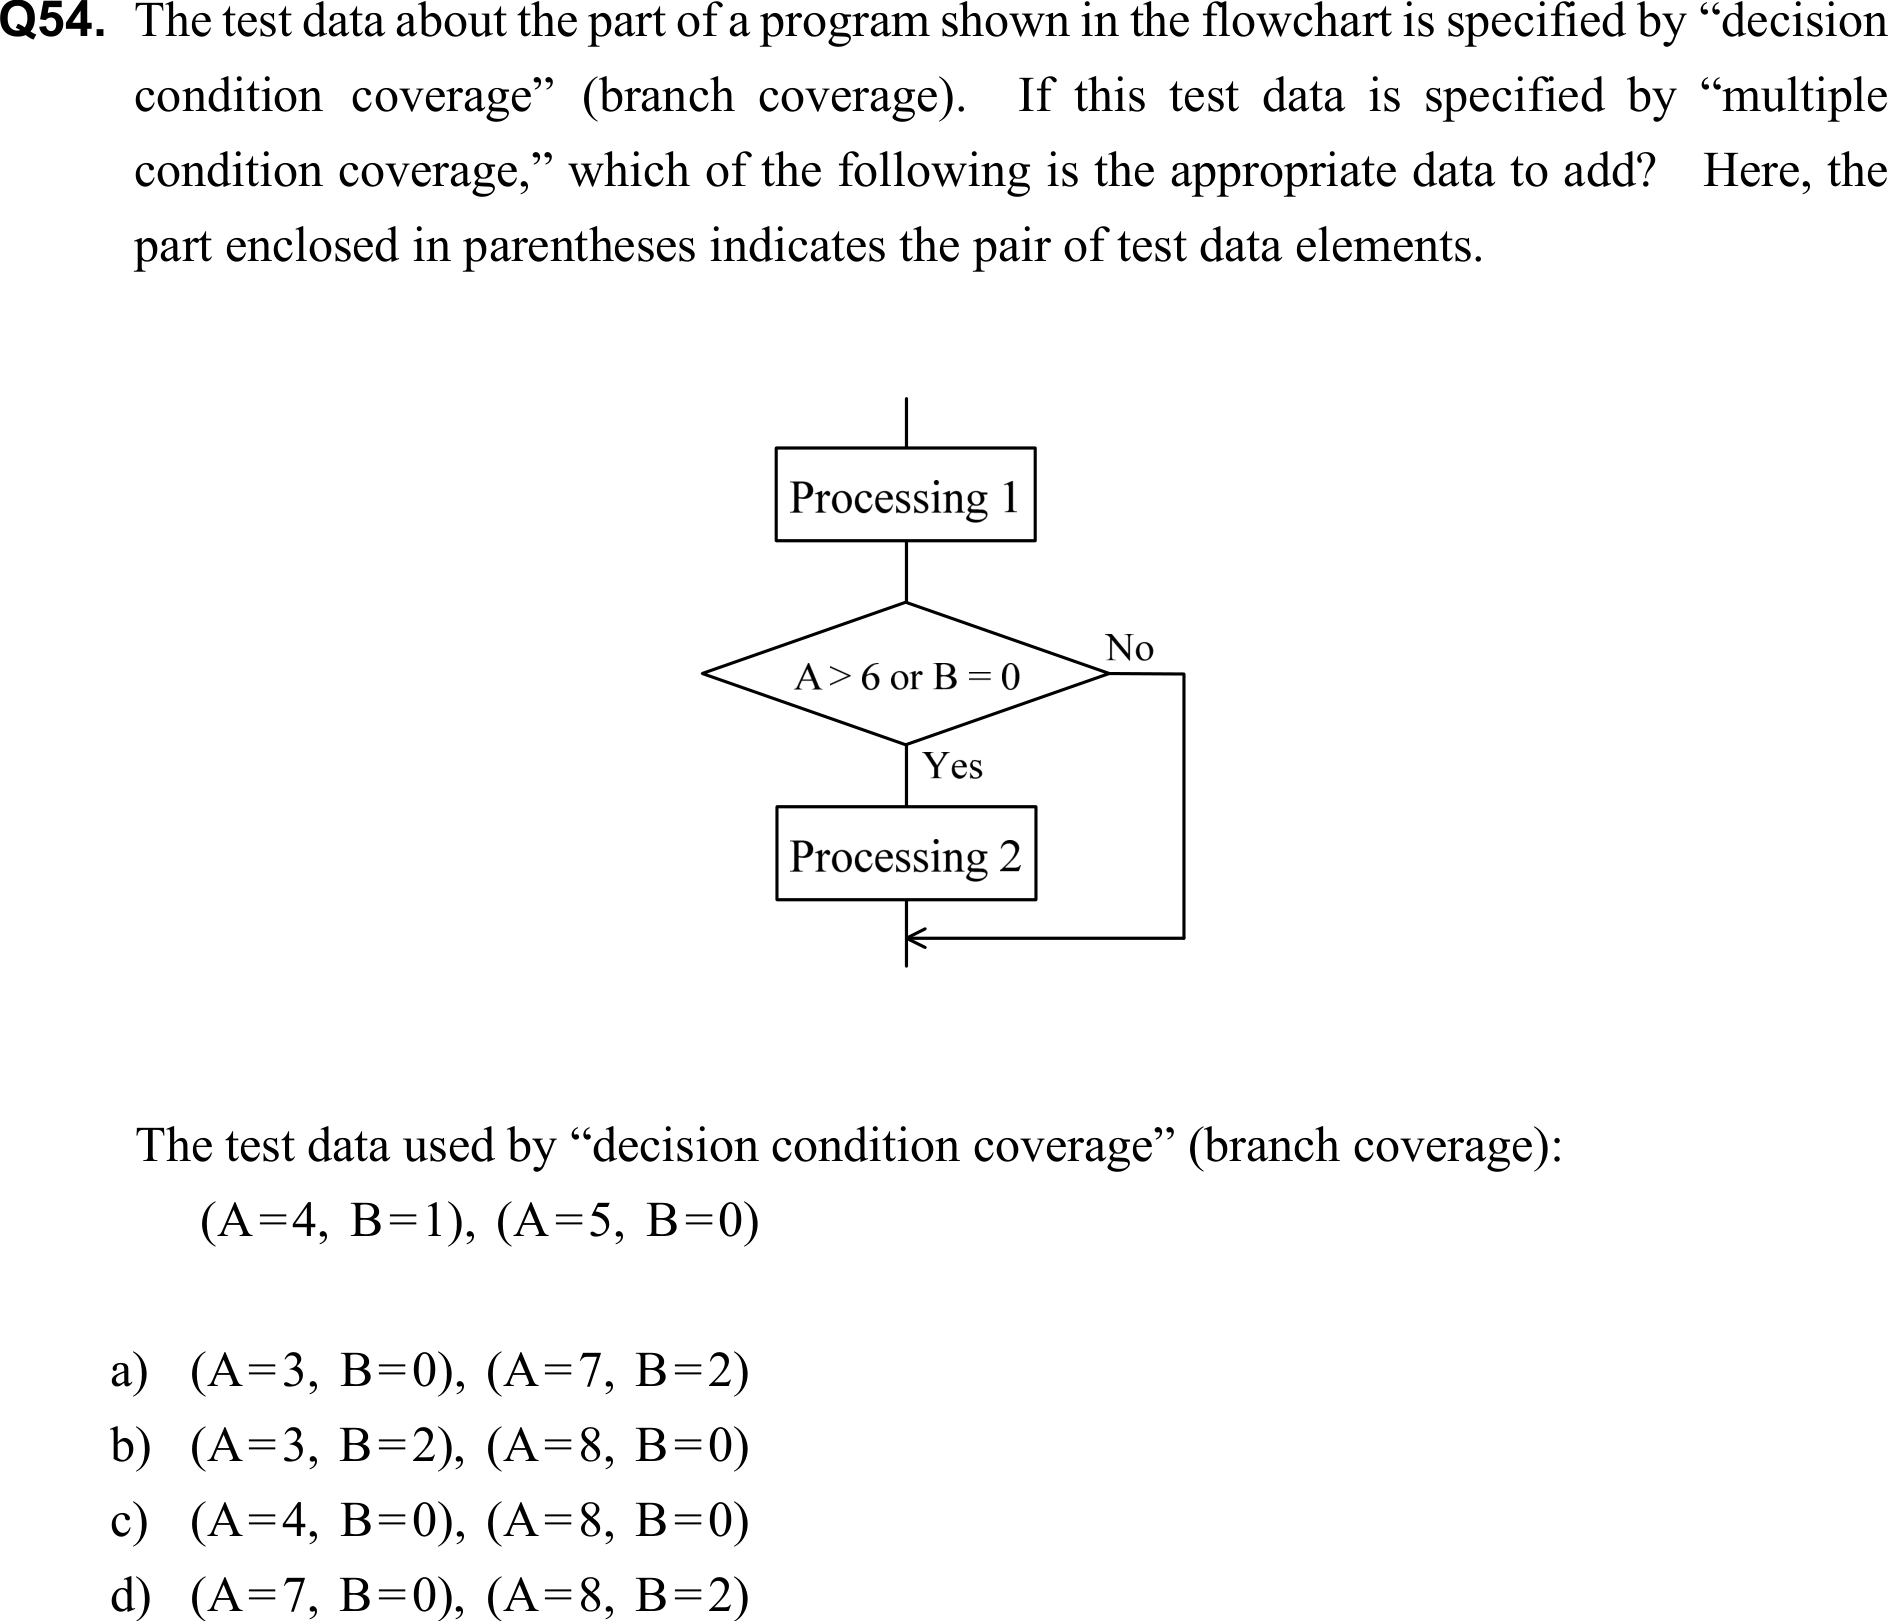 Q54. The test data about the part of a program shown in the flowchart is specified by “decision
condition coverage” (branch coverage). If this test data is specified by “multiple
condition coverage,” which of the following is the appropriate data to add? Here, the
part enclosed in parentheses indicates the pair of test data elements.
Processing 1
A > 6 or B = 0
No
Yes
Processing 2
The test data used by “decision condition coverage” (branch coverage):
(A=4, B=1), (A=5, B=0)
a) (A=3, B=0), (A=7, B=2)
b) (A=3, B=2), (A=8, B=0)
c) (A=4, B=0), (A=8, B=0)
d) (A=7, B=0), (A=8, B=2)